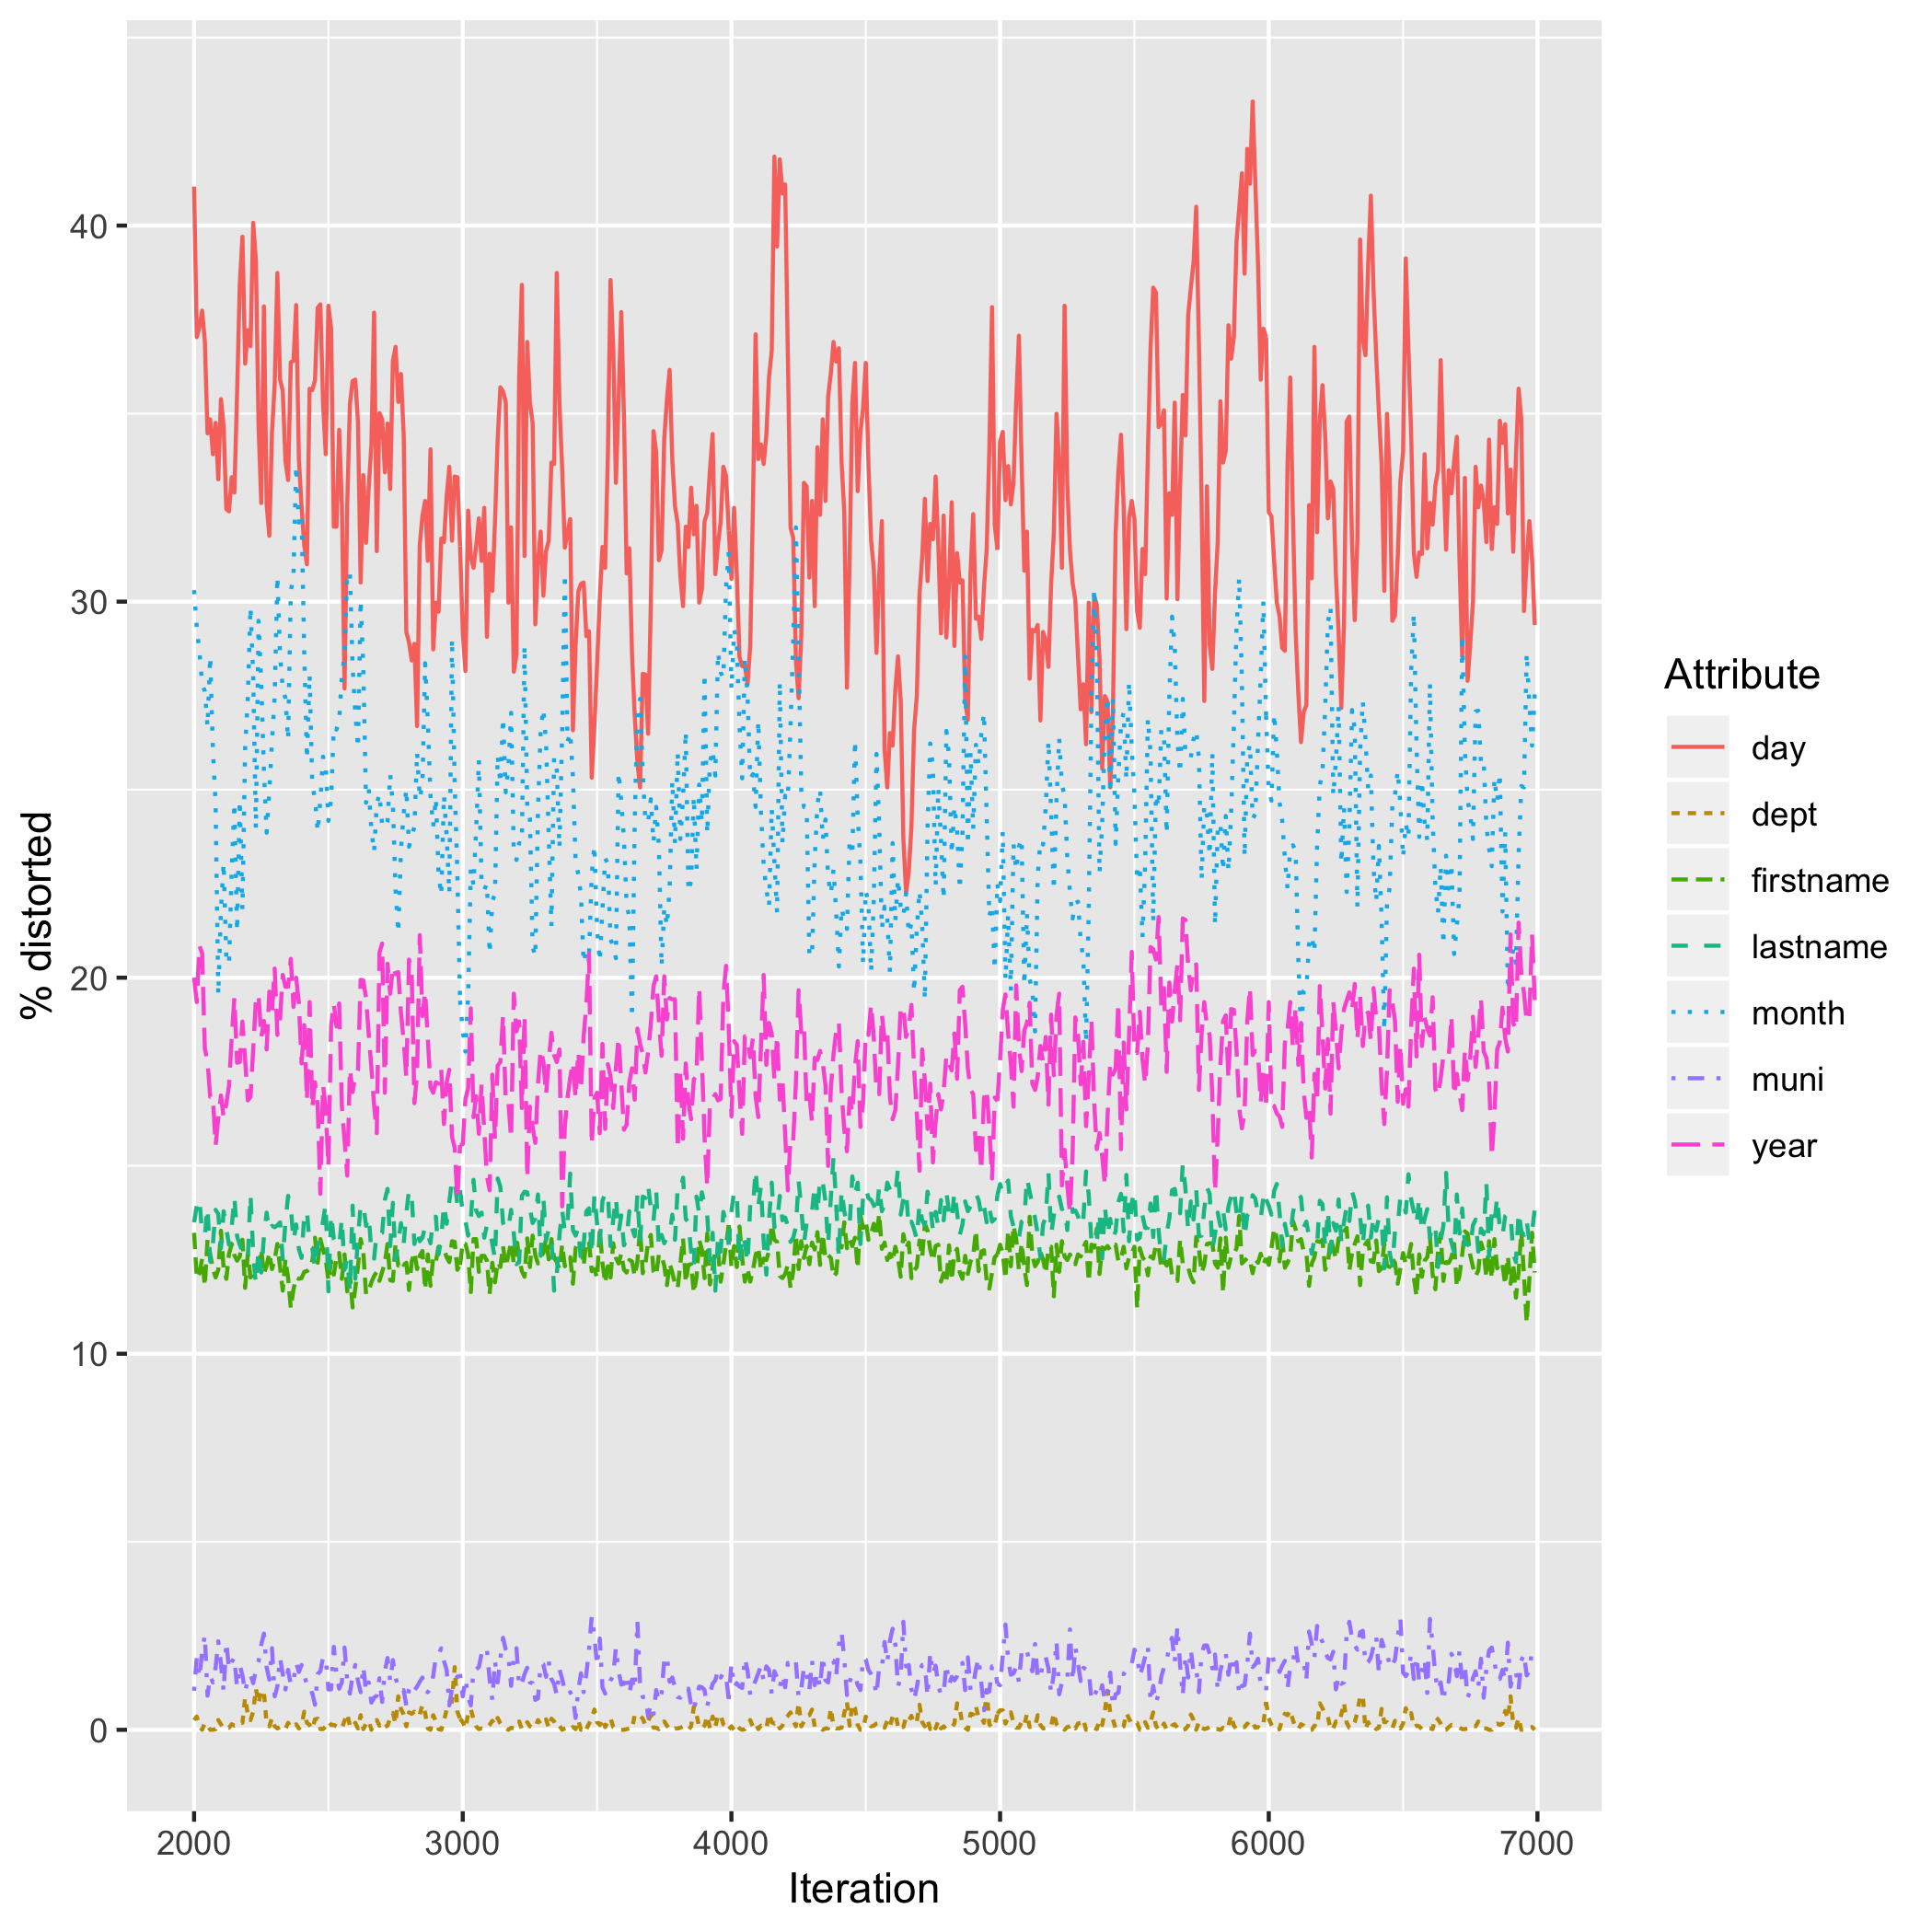 40
30
20
10
0
% distorted
2000 3000 4000 5000 6000 7000
Iteration
Attribute
day
dept
firstname
lastname
month
muni
year